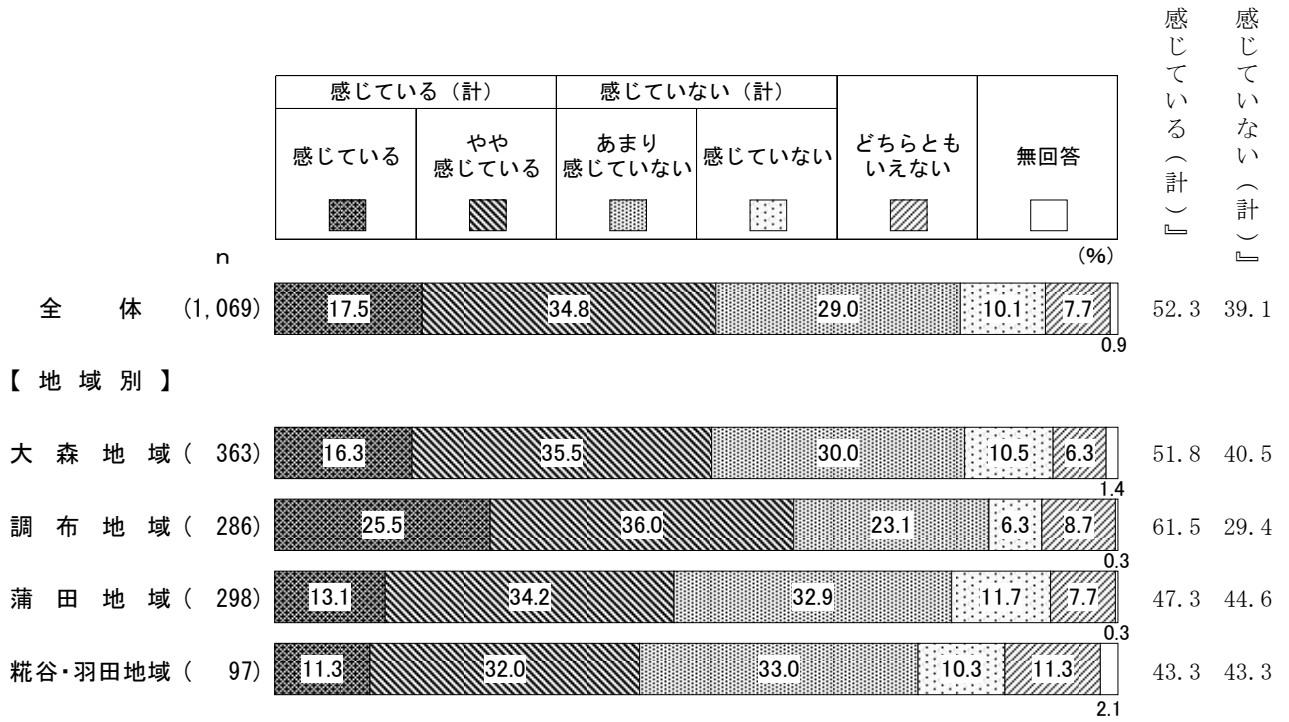 感じている（計）』
感じていない（計）』
感じている（計） 感じていない（計）
感じている
やや
感じている
あまり
感じていない
感じていない
どちらとも
いえない
無回答
n (%)
全 体 (1,069) 17.5 34.8 29.0 10.1 7.7 52.3 39.1
0.9
【 地 域 別 】
大 森 地 域 ( 363) 16.3 35.5 30.0 10.5 6.3 51.8 40.5
1.4
調 布 地 域 ( 286) 25.5 36.0 23.1 6.3 8.7 61.5 29.4
0.3
蒲 田 地 域 ( 298) 13.1 34.2 32.9 11.7 7.7 47.3 44.6
0.3
糀谷・羽田地域 ( 97) 11.3 32.0 33.0 10.3 11.3 43.3 43.3
2.1